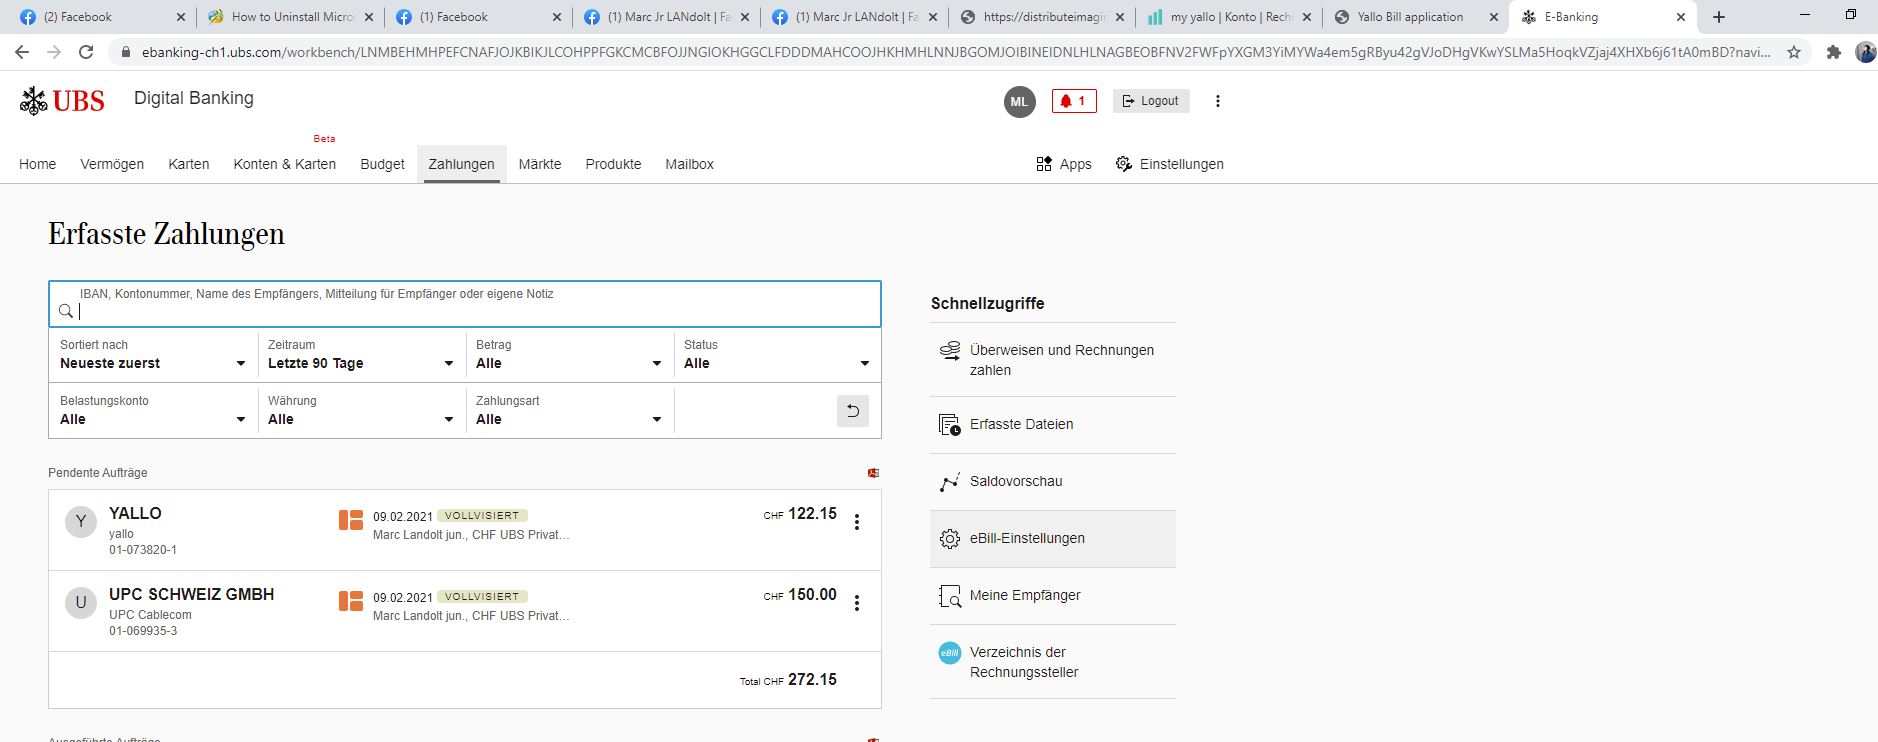 (2) Facebook
How to Uninstall Micro
(1) Facebook
(1) Marc Jr LANdolt | Fa
(1) Marc Jr LANdolt | Fa
https://distributeimagin
my yallo | Konto | Rech
Yallo Bill application
E-Banking
ebanking-ch1.ubs.com/workbench/LNMBEHMHPEFCNAFJOJKBIKJLCOHPPFGKCMCBFOJJNGIOKHGGCLFDDDMAHCOOJHKHMHLNNJBGOMJOIBINEIDNLHLNAGBEOBFNV2FWFpYXGM3YiMYWa4em5gRByu42gVJoDHgVKwYSLMa5HoqkVZjaj4XHXb6j61tA0mBD?navi...
UBS
Digital Banking
ML
1
Logout
Beta
Home
Vermögen
Karten
Konten & Karten
Budget
Zahlungen
Märkte
Produkte
Mailbox
Apps
Einstellungen
Erfasste Zahlungen
IBAN, Kontonummer, Name des Empfängers, Mitteilung für Empfänger oder eigene Notiz
Sortiert nach
Neueste zuerst
Zeitraum
Letzte 90 Tage
Betrag
Alle
Status
Alle
Belastungskonto
Alle
Währung
Alle
Zahlungsart
Alle
Pendente Aufträge
Y
YALLO
yallo
01-073820-1
09.02.2021 VOLLVISIERT
Marc Landolt jun., CHF UBS Privat...
CHF 122.15
U
UPC SCHWEIZ GMBH
UPC Cablecom
01-069935-3
09.02.2021 VOLLVISIERT
Marc Landolt jun., CHF UBS Privat...
CHF 150.00
Total CHF 272.15
Ausgeführte Aufträge
Schnellzugriffe
Überweisen und Rechnungen
zahlen
Erfasste Dateien
Saldovorschau
eBill-Einstellungen
Meine Empfänger
eBill
Verzeichnis der
Rechnungssteller